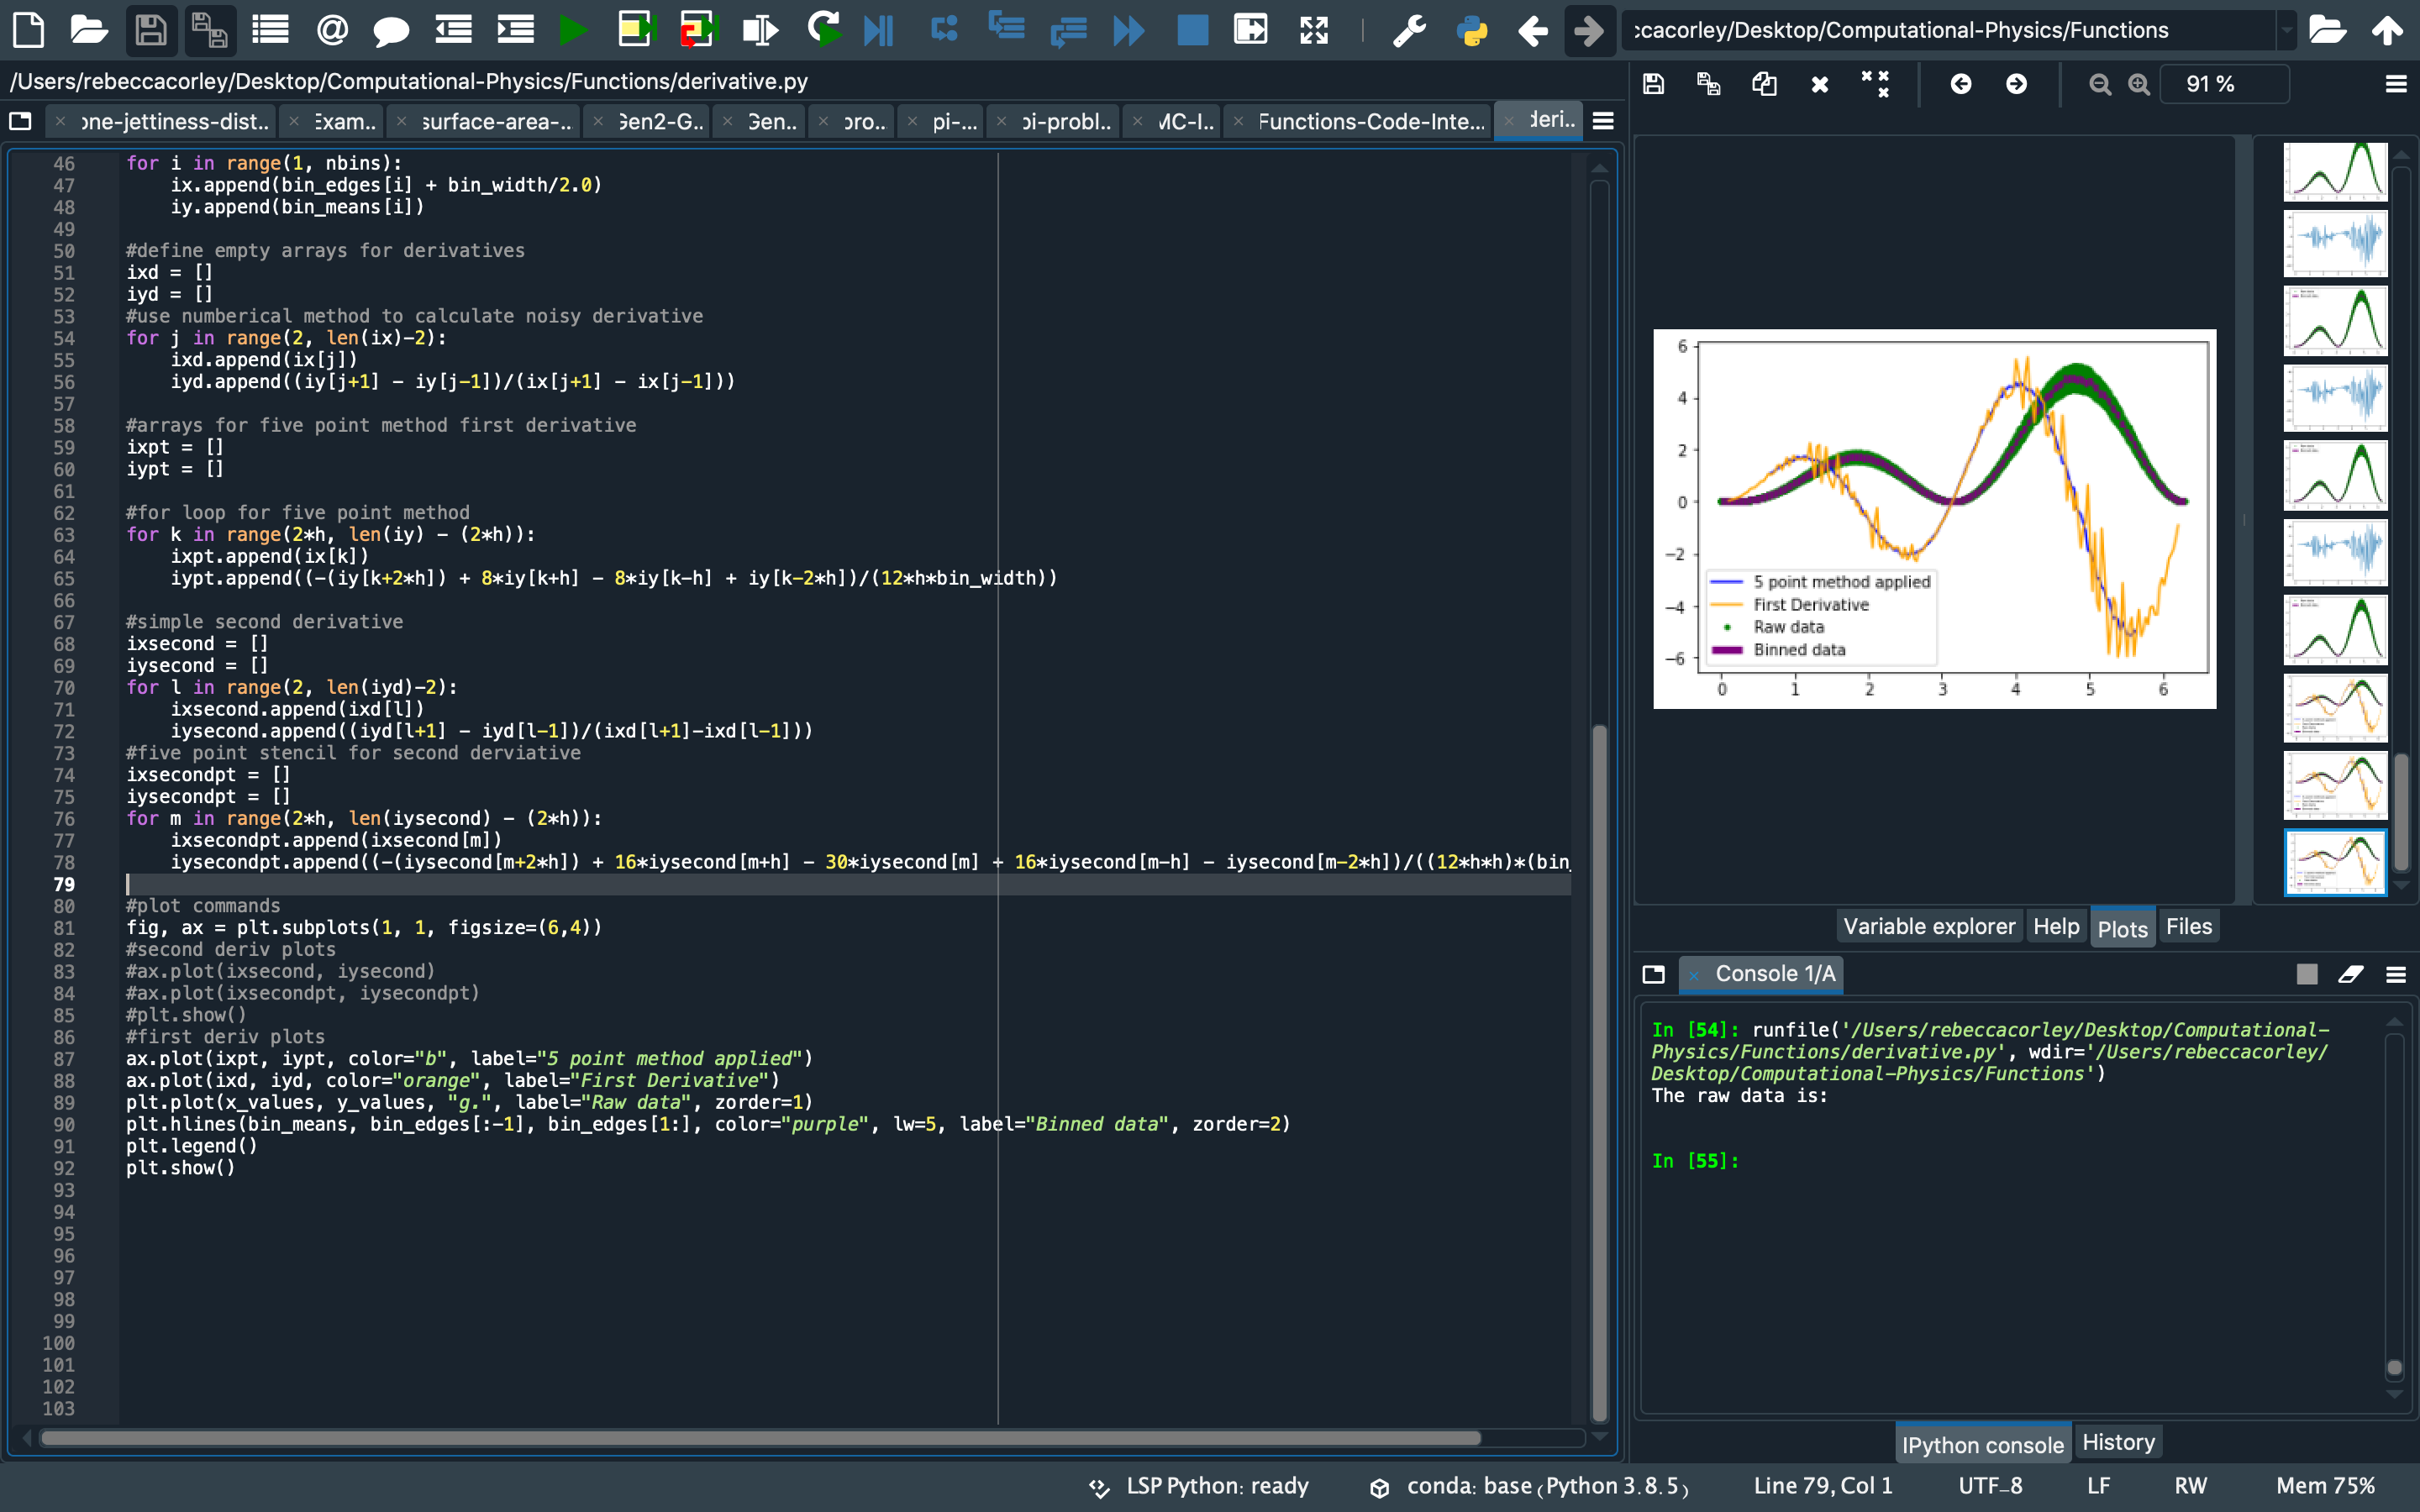 :cacorley/Desktop/Computational-Physics/Functions
/Users/rebeccacorley/Desktop/Computational-Physics/Functions/derivative.py
91 %
ɔne-jettiness-dist.. Exam.. surface-area-.. Gen2-G.. Gen.. pro.. pi-... pi-probl.. MC-I.. Functions-Code-Inte... deri..
46 for i in range(1, nbins):
47 ix.append(bin_edges[i] + bin_width/2.0)
48 iy.append(bin_means[i])
49
50 #define empty arrays for derivatives
51 ixd = []
52 iyd = []
53 #use numberical method to calculate noisy derivative
54 for j in range(2, len(ix)-2):
55 ixd.append(ix[j])
56 iyd.append((iy[j+1] - iy[j-1])/(ix[j+1] - ix[j-1]))
57
58 #arrays for five point method first derivative
59 ixpt = []
60 iypt = []
61
62 #for loop for five point method
63 for k in range(2*h, len(iy) - (2*h)):
64 ixpt.append(ix[k])
65 iypt.append((-(iy[k+2*h]) + 8*iy[k+h] - 8*iy[k-h] + iy[k-2*h])/(12*h*bin_width))
66
67 #simple second derivative
68 ixsecond = []
69 iysecond = []
70 for l in range(2, len(iyd)-2):
71 ixsecond.append(ixd[l])
72 iysecond.append((iyd[l+1] - iyd[l-1])/(ixd[l+1]-ixd[l-1]))
73 #five point stencil for second derviative
74 ixsecondpt = []
75 iysecondpt = []
76 for m in range(2*h, len(iysecond) - (2*h)):
77 ixsecondpt.append(ixsecond[m])
78 iysecondpt.append((-(iysecond[m+2*h]) + 16*iysecond[m+h] - 30*iysecond[m] + 16*iysecond[m-h] - iysecond[m-2*h])/((12*h*h)*(bin_
79
80 #plot commands
81 fig, ax = plt.subplots(1, 1, figsize=(6,4))
82 #second deriv plots
83 #ax.plot(ixsecond, iysecond)
84 #ax.plot(ixsecondpt, iysecondpt)
85 #plt.show()
86 #first deriv plots
87 ax.plot(ixpt, iypt, color="b", label="5 point method applied")
88 ax.plot(ixd, iyd, color="orange", label="First Derivative")
89 plt.plot(x_values, y_values, "g.", label="Raw data", zorder=1)
90 plt.hlines(bin_means, bin_edges[:-1], bin_edges[1:], color="purple", lw=5, label="Binned data", zorder=2)
91 plt.legend()
92 plt.show()
93
94
95
96
97
98
99
100
101
102
103
6
4
2
0
−2
−4
−6
5 point method applied
First Derivative
Raw data
Binned data
0 1 2 3 4 5 6
Variable explorer Help Plots Files
Console 1/A
In [54]: runfile('/Users/rebeccacorley/Desktop/Computational-
Physics/Functions/derivative.py', wdir='/Users/rebeccacorley/
Desktop/Computational-Physics/Functions')
The raw data is:
In [55]:
IPython console History
LSP Python: ready conda: base (Python 3.8.5) Line 79, Col 1 UTF-8 LF RW Mem 75%